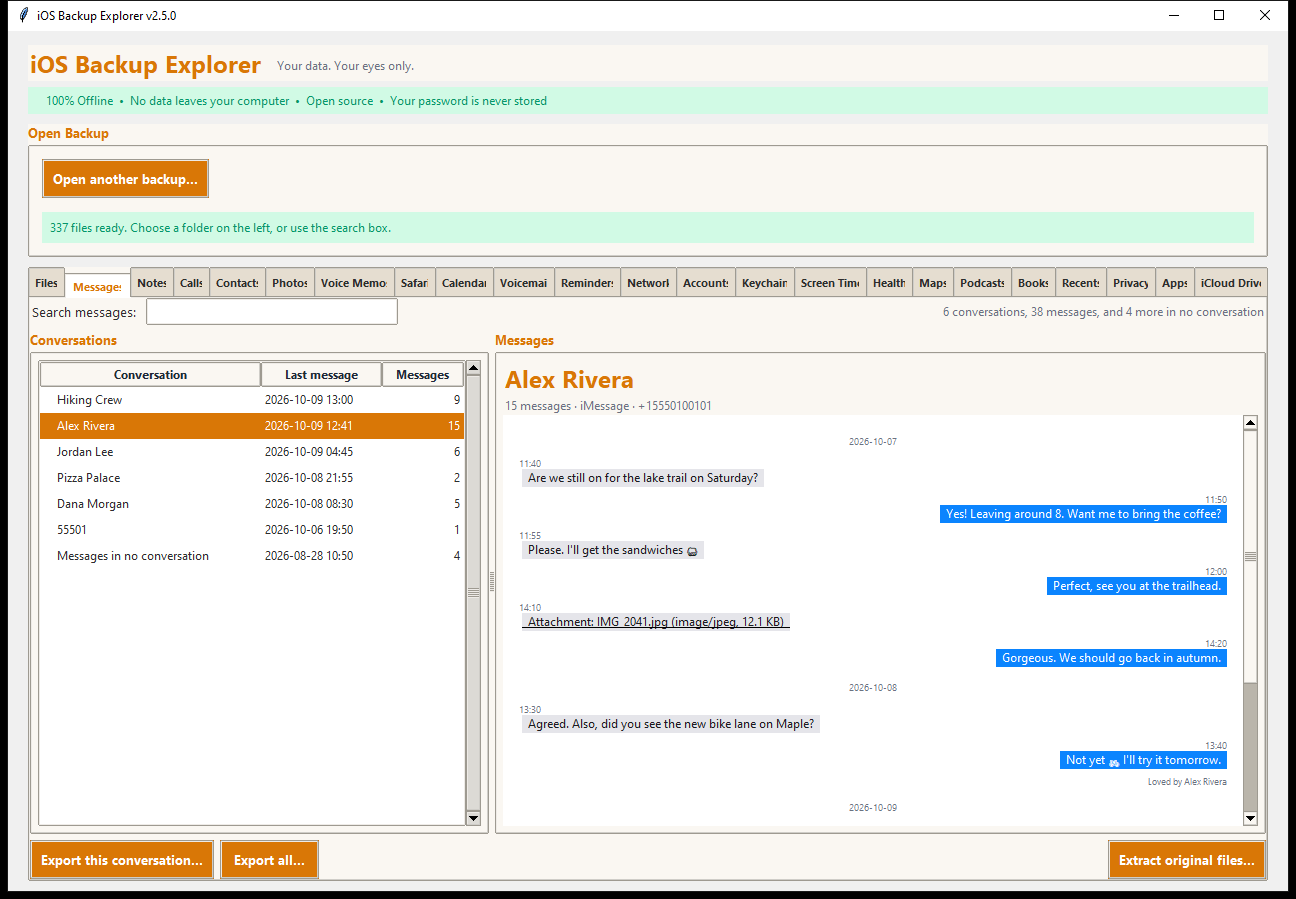 iOS Backup Explorer v2.5.0
iOS Backup Explorer Your data. Your eyes only.
100% Offline • No data leaves your computer • Open source • Your password is never stored
Open Backup
Open another backup...
337 files ready. Choose a folder on the left, or use the search box.
Files Messages Notes Calls Contacts Photos Voice Memo Safari Calendar Voicemai Reminders Network Accounts Keychain Screen Time Health Maps Podcasts Books Recents Privacy Apps iCloud Drive
Search messages: 6 conversations, 38 messages, and 4 more in no conversation
Conversations
Conversation Last message Messages
Hiking Crew 2026-10-09 13:00 9
Alex Rivera 2026-10-09 12:41 15
Jordan Lee 2026-10-09 04:45 6
Pizza Palace 2026-10-08 21:55 2
Dana Morgan 2026-10-08 08:30 5
55501 2026-10-06 19:50 1
Messages in no conversation 2026-08-28 10:50 4
Messages
Alex Rivera
15 messages · iMessage · +15550100101
2026-10-07
11:40
Are we still on for the lake trail on Saturday?
11:50
Yes! Leaving around 8. Want me to bring the coffee?
11:55
Please. I'll get the sandwiches 🥪
12:00
Perfect, see you at the trailhead.
14:10
Attachment: IMG_2041.jpg (image/jpeg, 12.1 KB)
14:20
Gorgeous. We should go back in autumn.
2026-10-08
13:30
Agreed. Also, did you see the new bike lane on Maple?
13:40
Not yet 🚲 I'll try it tomorrow.
Loved by Alex Rivera
2026-10-09
Export this conversation... Export all... Extract original files...